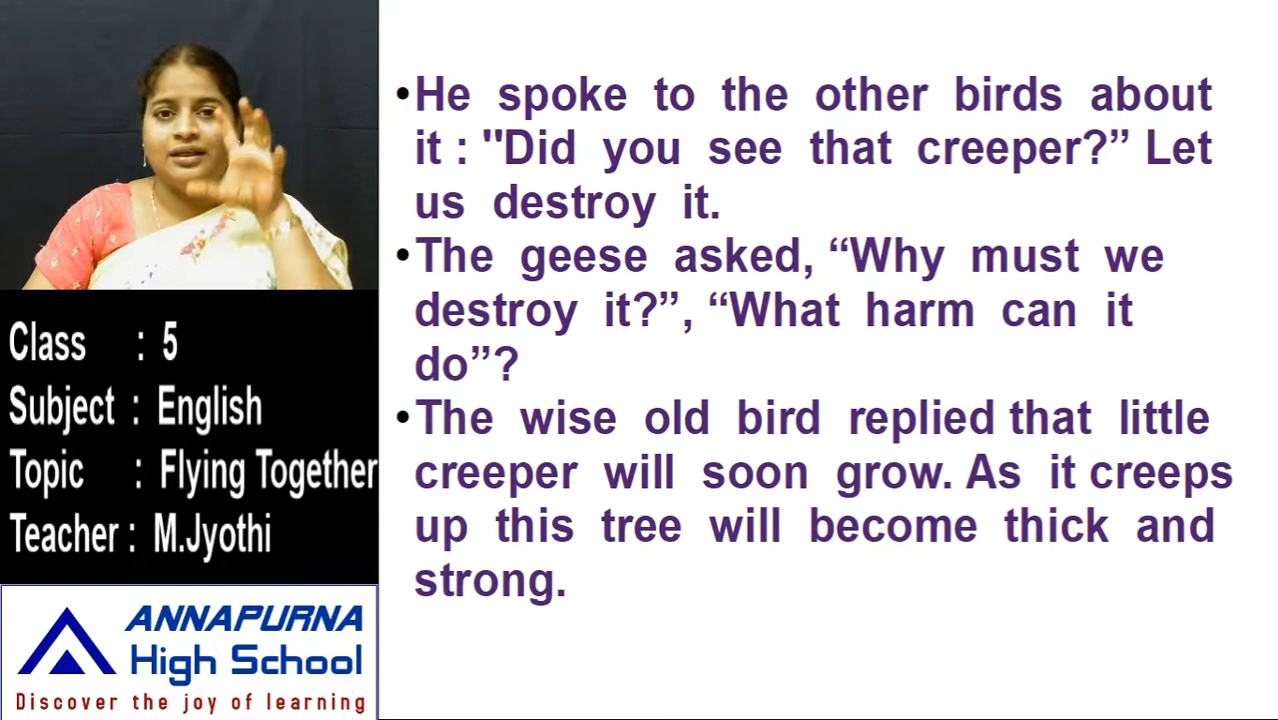 •He spoke to the other birds about
it : "Did you see that creeper?” Let
us destroy it.
•The geese asked, “Why must we
destroy it?”, “What harm can it
do”?
•The wise old bird replied that little
creeper will soon grow. As it creeps
up this tree will become thick and
strong.
Class : 5
Subject : English
Topic : Flying Together
Teacher : M.Jyothi
ANNAPURNA
High School
Discover the joy of learning